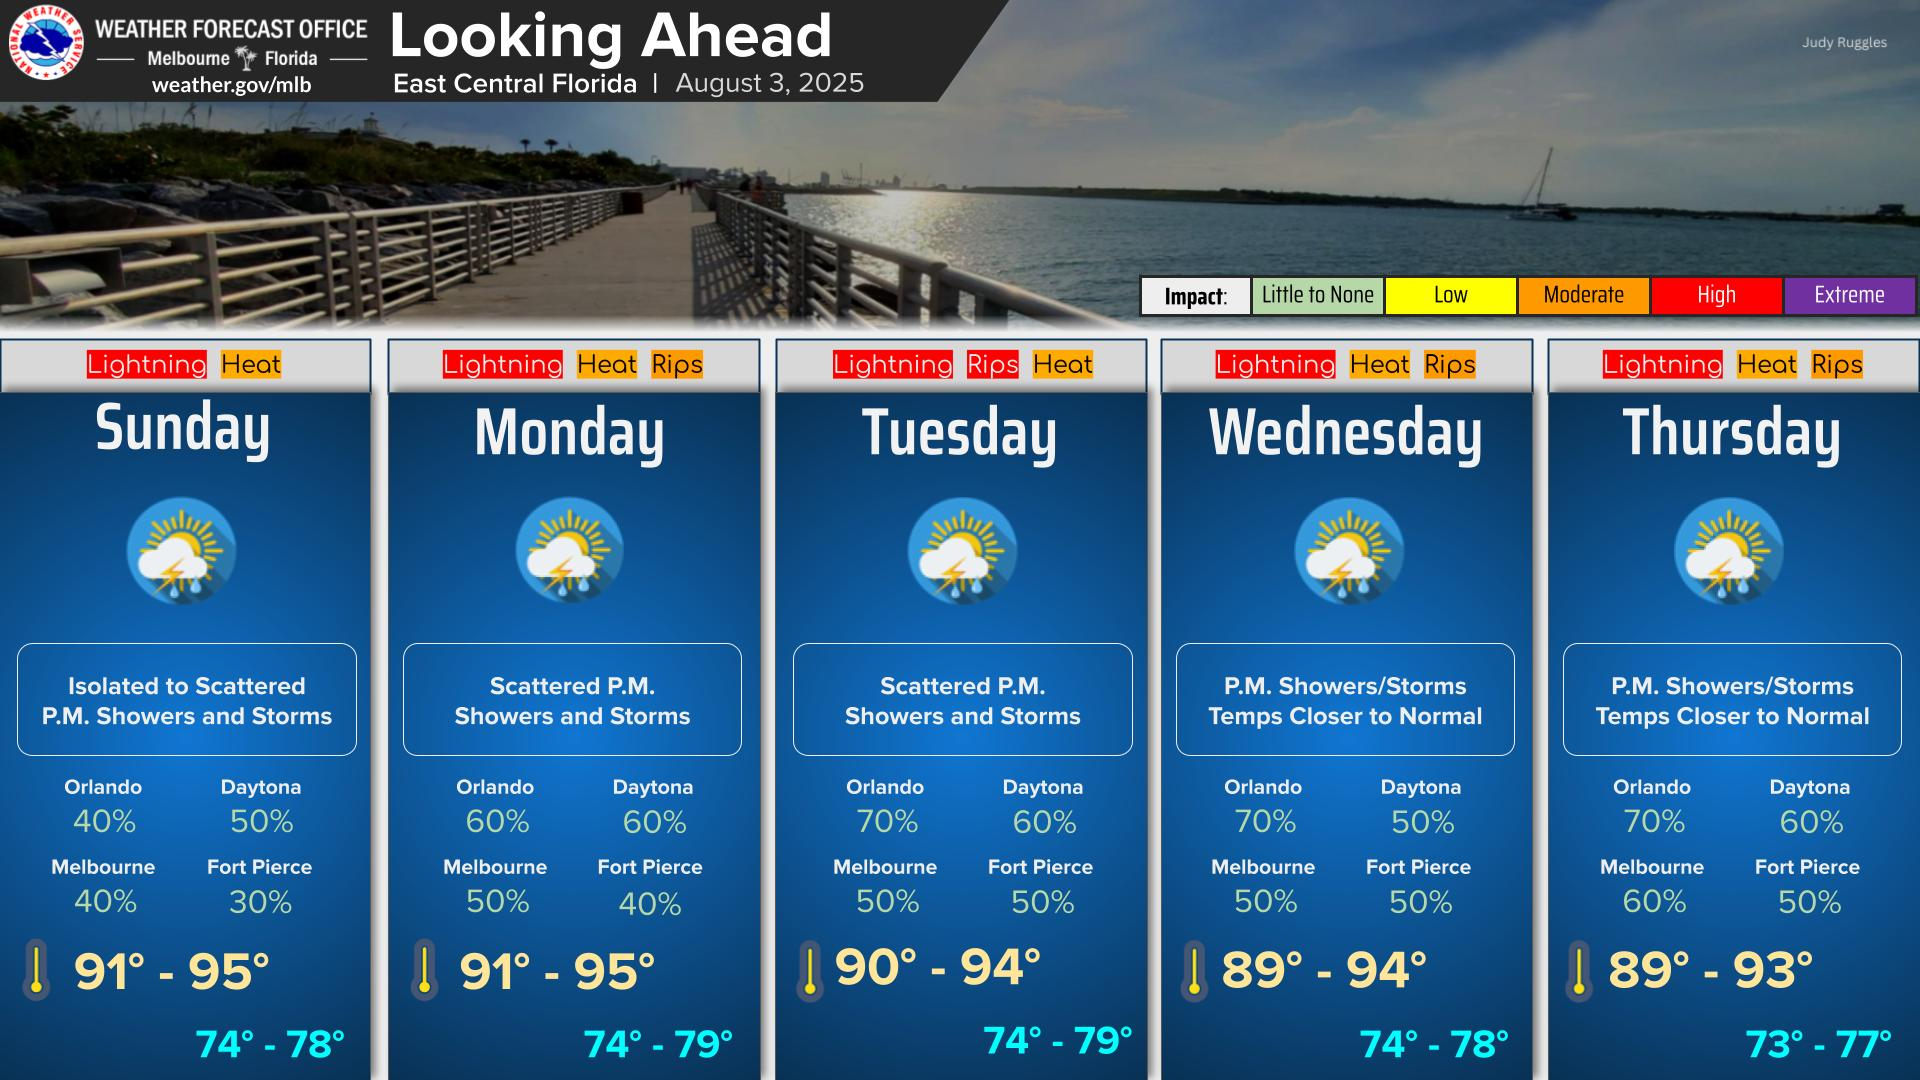 NATIONAL WEATHER SERVICE
WEATHER FORECAST OFFICE
Melbourne Florida
weather.gov/mlb
Looking Ahead
East Central Florida | August 3, 2025
Judy Ruggles
Impact: Little to None Low Moderate High Extreme
Lightning Heat
Sunday
Isolated to Scattered
P.M. Showers and Storms
Orlando Daytona
40% 50%
Melbourne Fort Pierce
40% 30%
91° - 95°
74° - 78°
Lightning Heat Rips
Monday
Scattered P.M.
Showers and Storms
Orlando Daytona
60% 60%
Melbourne Fort Pierce
50% 40%
91° - 95°
74° - 79°
Lightning Rips Heat
Tuesday
Scattered P.M.
Showers and Storms
Orlando Daytona
70% 60%
Melbourne Fort Pierce
50% 50%
90° - 94°
74° - 79°
Lightning Heat Rips
Wednesday
P.M. Showers/Storms
Temps Closer to Normal
Orlando Daytona
70% 50%
Melbourne Fort Pierce
50% 50%
89° - 94°
74° - 78°
Lightning Heat Rips
Thursday
P.M. Showers/Storms
Temps Closer to Normal
Orlando Daytona
70% 60%
Melbourne Fort Pierce
60% 50%
89° - 93°
73° - 77°